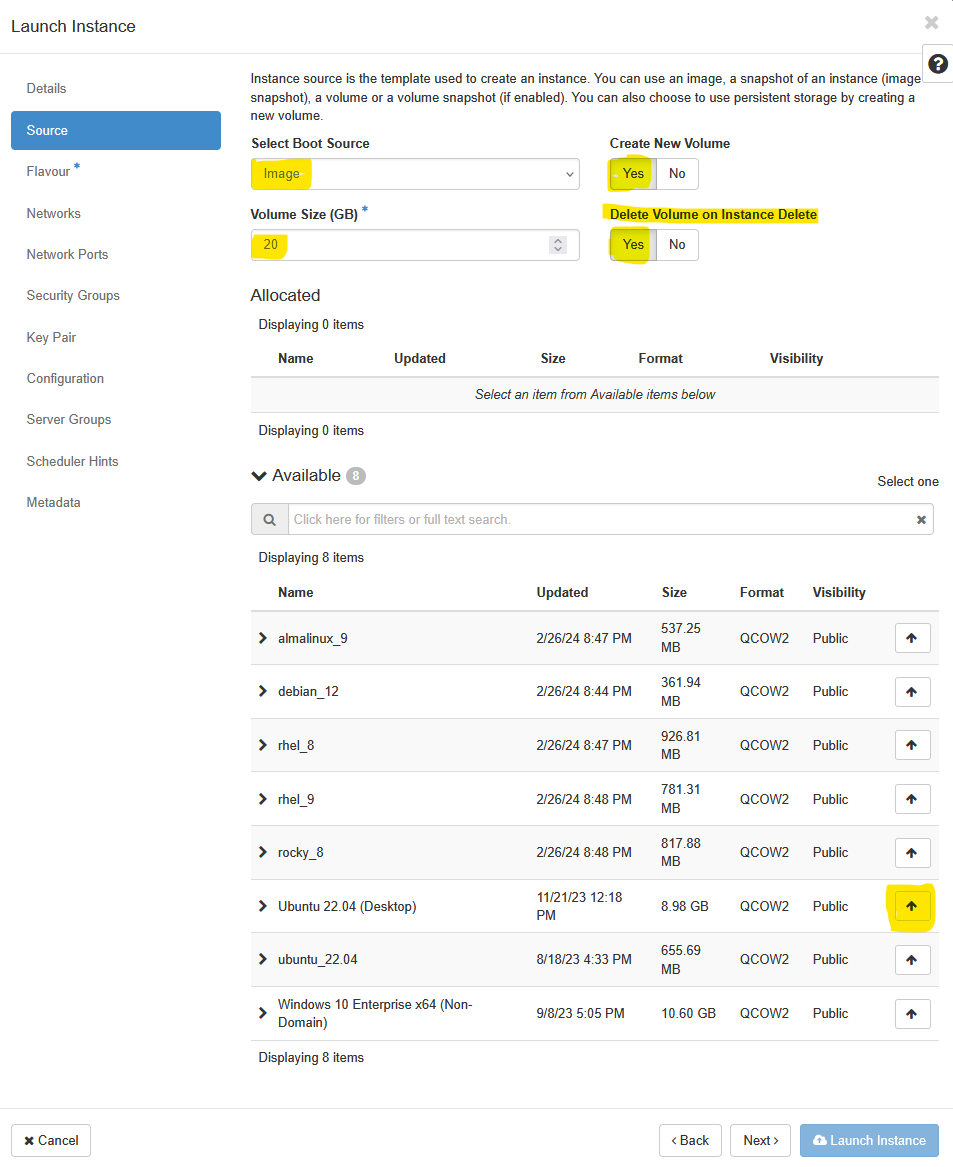 Launch Instance
Details
Source
Flavour *
Networks
Network Ports
Security Groups
Key Pair
Configuration
Server Groups
Scheduler Hints
Metadata
Instance source is the template used to create an instance. You can use an image, a snapshot of an instance (image
snapshot), a volume or a volume snapshot (if enabled). You can also choose to use persistent storage by creating a
new volume.
Select Boot Source
Image
Create New Volume
Yes No
Volume Size (GB) *
20
Delete Volume on Instance Delete
Yes No
Allocated
Displaying 0 items
Name Updated Size Format Visibility
Select an item from Available items below
Displaying 0 items
Available 8
Select one
Click here for filters or full text search.
Displaying 8 items
Name Updated Size Format Visibility
almalinux_9 2/26/24 8:47 PM 537.25 MB QCOW2 Public
debian_12 2/26/24 8:44 PM 361.94 MB QCOW2 Public
rhel_8 2/26/24 8:47 PM 926.81 MB QCOW2 Public
rhel_9 2/26/24 8:48 PM 781.31 MB QCOW2 Public
rocky_8 2/26/24 8:48 PM 817.88 MB QCOW2 Public
Ubuntu 22.04 (Desktop) 11/21/23 12:18 PM 8.98 GB QCOW2 Public
ubuntu_22.04 8/18/23 4:33 PM 655.69 MB QCOW2 Public
Windows 10 Enterprise x64 (Non-Domain) 9/8/23 5:05 PM 10.60 GB QCOW2 Public
Displaying 8 items
Cancel
Back
Next
Launch Instance